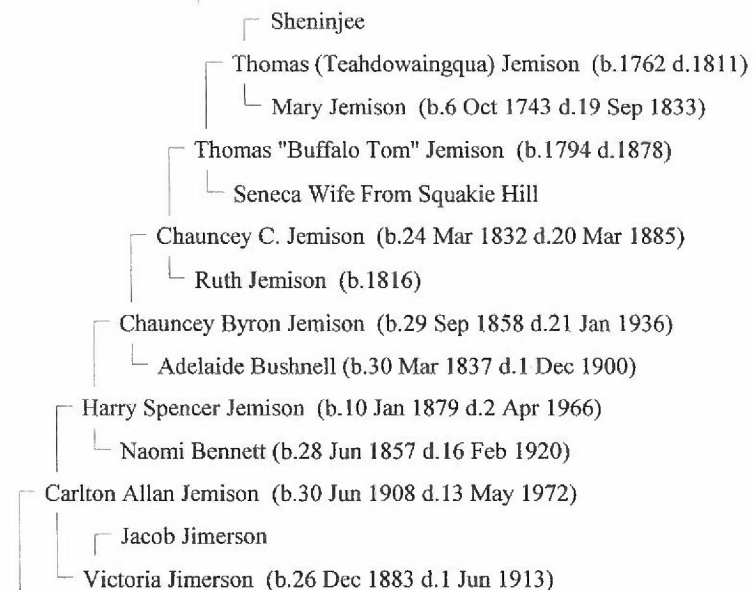 Sheninjee
Thomas (Teahdowaingqua) Jemison (b.1762 d.1811)
Mary Jemison (b.6 Oct 1743 d.19 Sep 1833)
Thomas "Buffalo Tom" Jemison (b.1794 d.1878)
Seneca Wife From Squakie Hill
Chauncey C. Jemison (b.24 Mar 1832 d.20 Mar 1885)
Ruth Jemison (b.1816)
Chauncey Byron Jemison (b.29 Sep 1858 d.21 Jan 1936)
Adelaide Bushnell (b.30 Mar 1837 d.1 Dec 1900)
Harry Spencer Jemison (b.10 Jan 1879 d.2 Apr 1966)
Naomi Bennett (b.28 Jun 1857 d.16 Feb 1920)
Carlton Allan Jemison (b.30 Jun 1908 d.13 May 1972)
Jacob Jimerson
Victoria Jimerson (b.26 Dec 1883 d.1 Jun 1913)